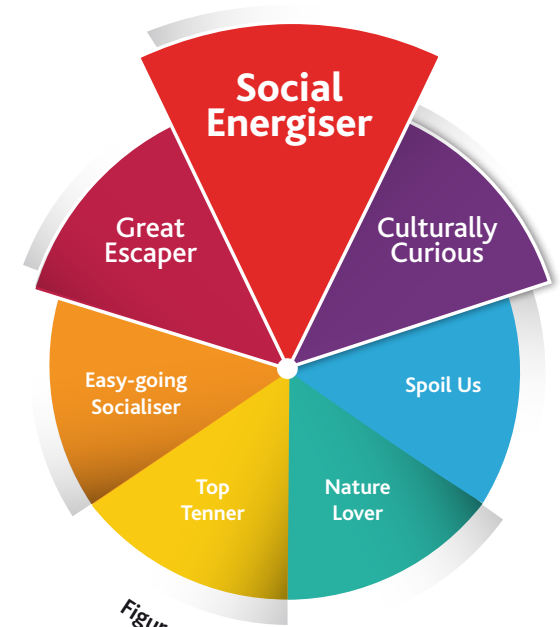 Social
Energiser
Great
Escaper
Culturally
Curious
Easy-going
Socialiser
Spoil Us
Top
Tenner
Nature
Lover